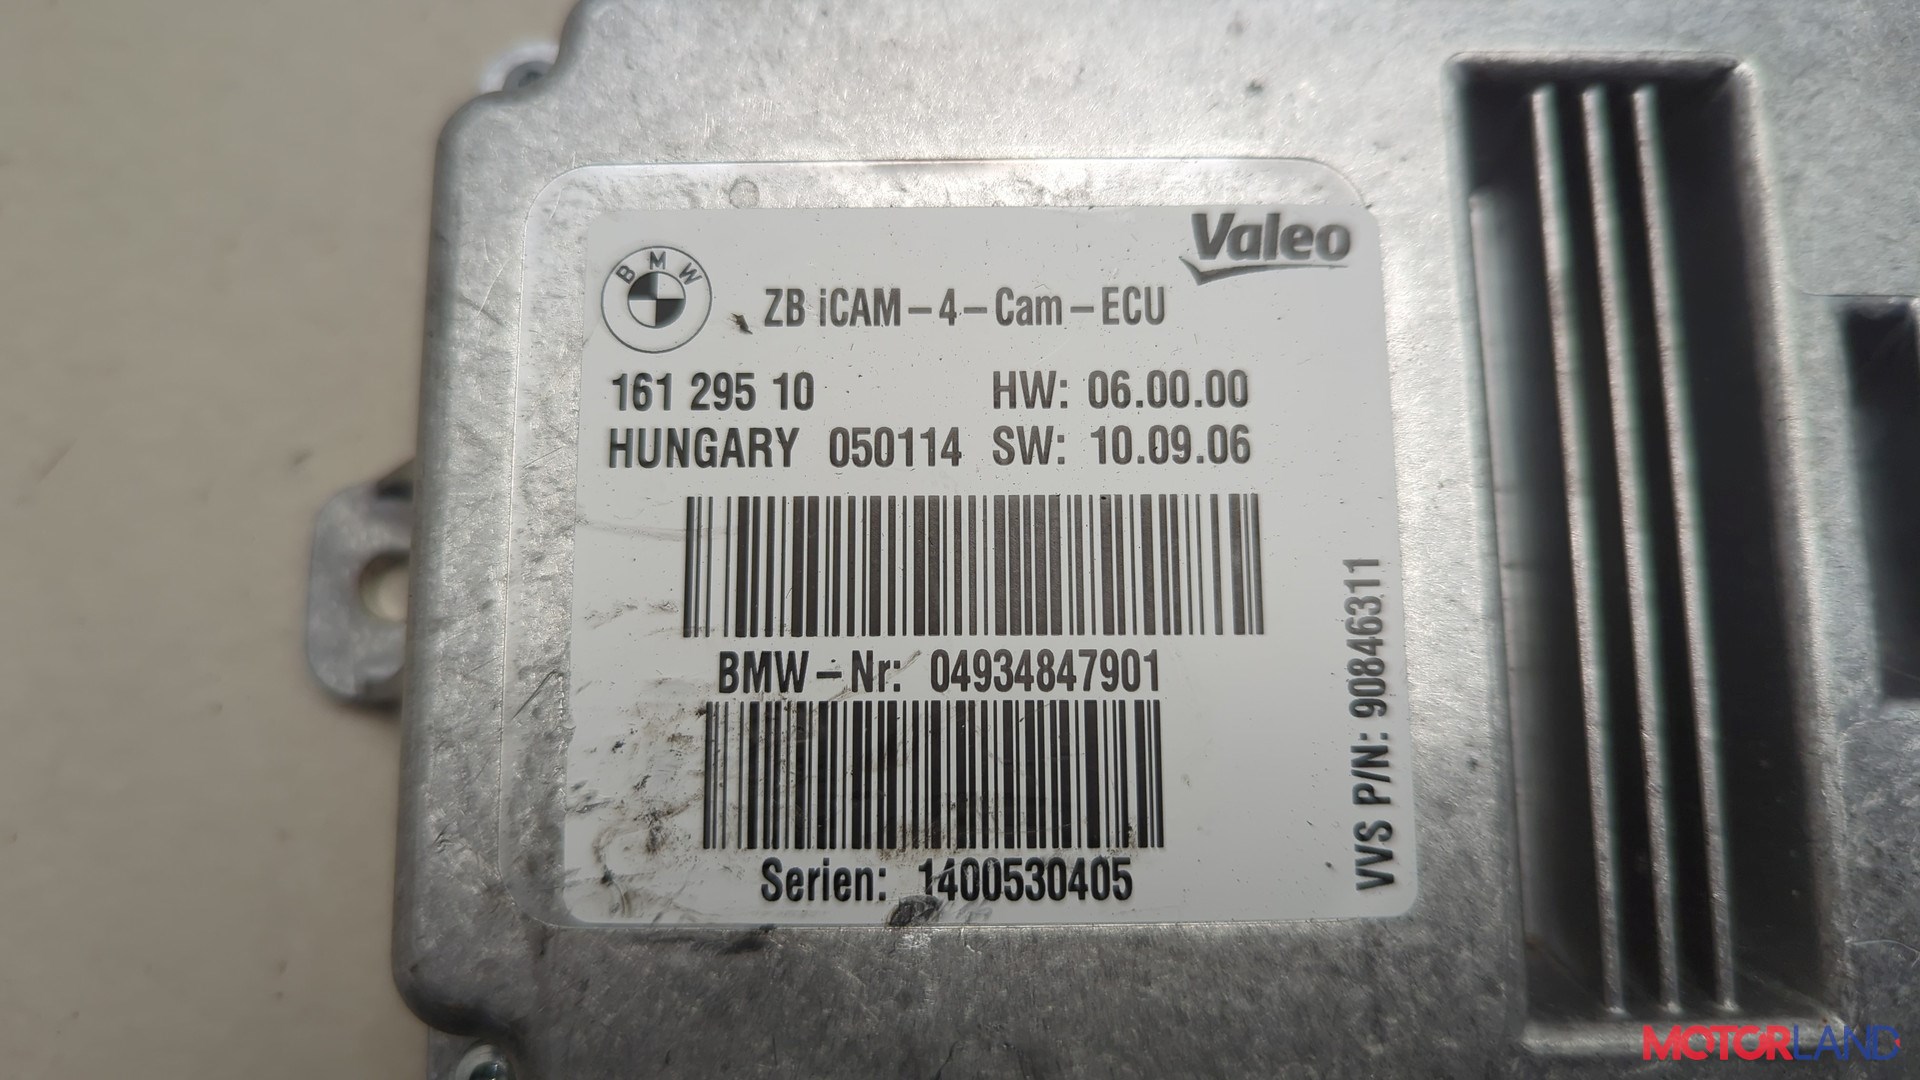 Valeo
BMW
ZB iCAM-4-Cam-ECU
161 295 10 HW: 06.00.00
HUNGARY 050114 SW: 10.09.06
BMW-Nr: 04934847901
Serien: 1400530405
VVS P/N: 90846311
MOTORLAND